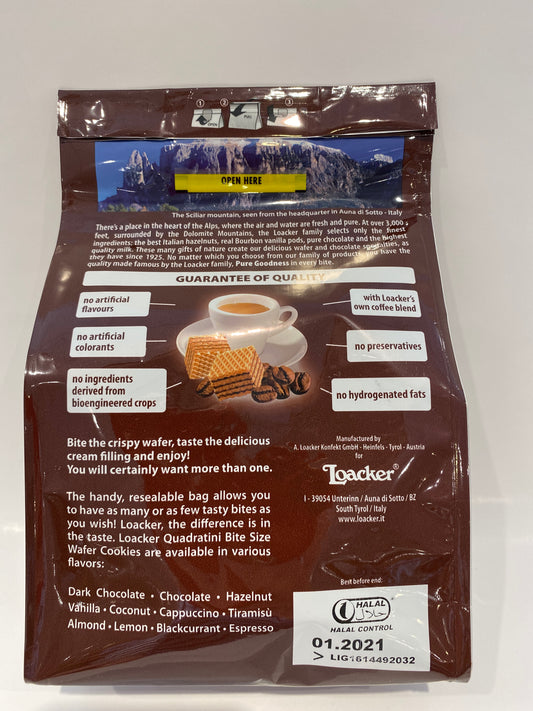 1 2 3
OPEN PULL
OPEN HERE
The Sciliar mountain, seen from the headquarter in Auna di Sotto - Italy
There's a place in the heart of the Alps, where the air and water are fresh and pure. At over 3,000
feet, surrounded by the Dolomite Mountains, the Loacker family selects only the finest
ingredients: the best Italian hazelnuts, real Bourbon vanilla pods, pure chocolate and the highest
quality milk. These many gifts of nature create our delicious wafer and chocolate specialties, as
they have since 1925. No matter which you choose from our family of products, you have the
quality made famous by the Loacker family, Pure Goodness in every bite.
GUARANTEE OF QUALITY
no artificial
flavours
with Loacker's
own coffee blend
no artificial
colorants
no preservatives
no ingredients
derived from
bioengineered crops
no hydrogenated fats
Bite the crispy wafer, taste the delicious
cream filling and enjoy!
You will certainly want more than one.
The handy, resealable bag allows you
to have as many or as few tasty bites as
you wish! Loacker, the difference is in
the taste. Loacker Quadratini Bite Size
Wafer Cookies are available in various
flavors:
Dark Chocolate • Chocolate • Hazelnut
Vanilla • Coconut • Cappuccino • Tiramisù
Almond • Lemon • Blackcurrant • Espresso
Manufactured by
A. Loacker Konfekt GmbH - Heinfels - Tyrol - Austria
for
Loacker®
I - 39054 Unterinn / Auna di Sotto / BZ
South Tyrol / Italy
www.loacker.it
Best before end:
HALAL
حلال
HALAL CONTROL
01.2021
> LIG1614492032